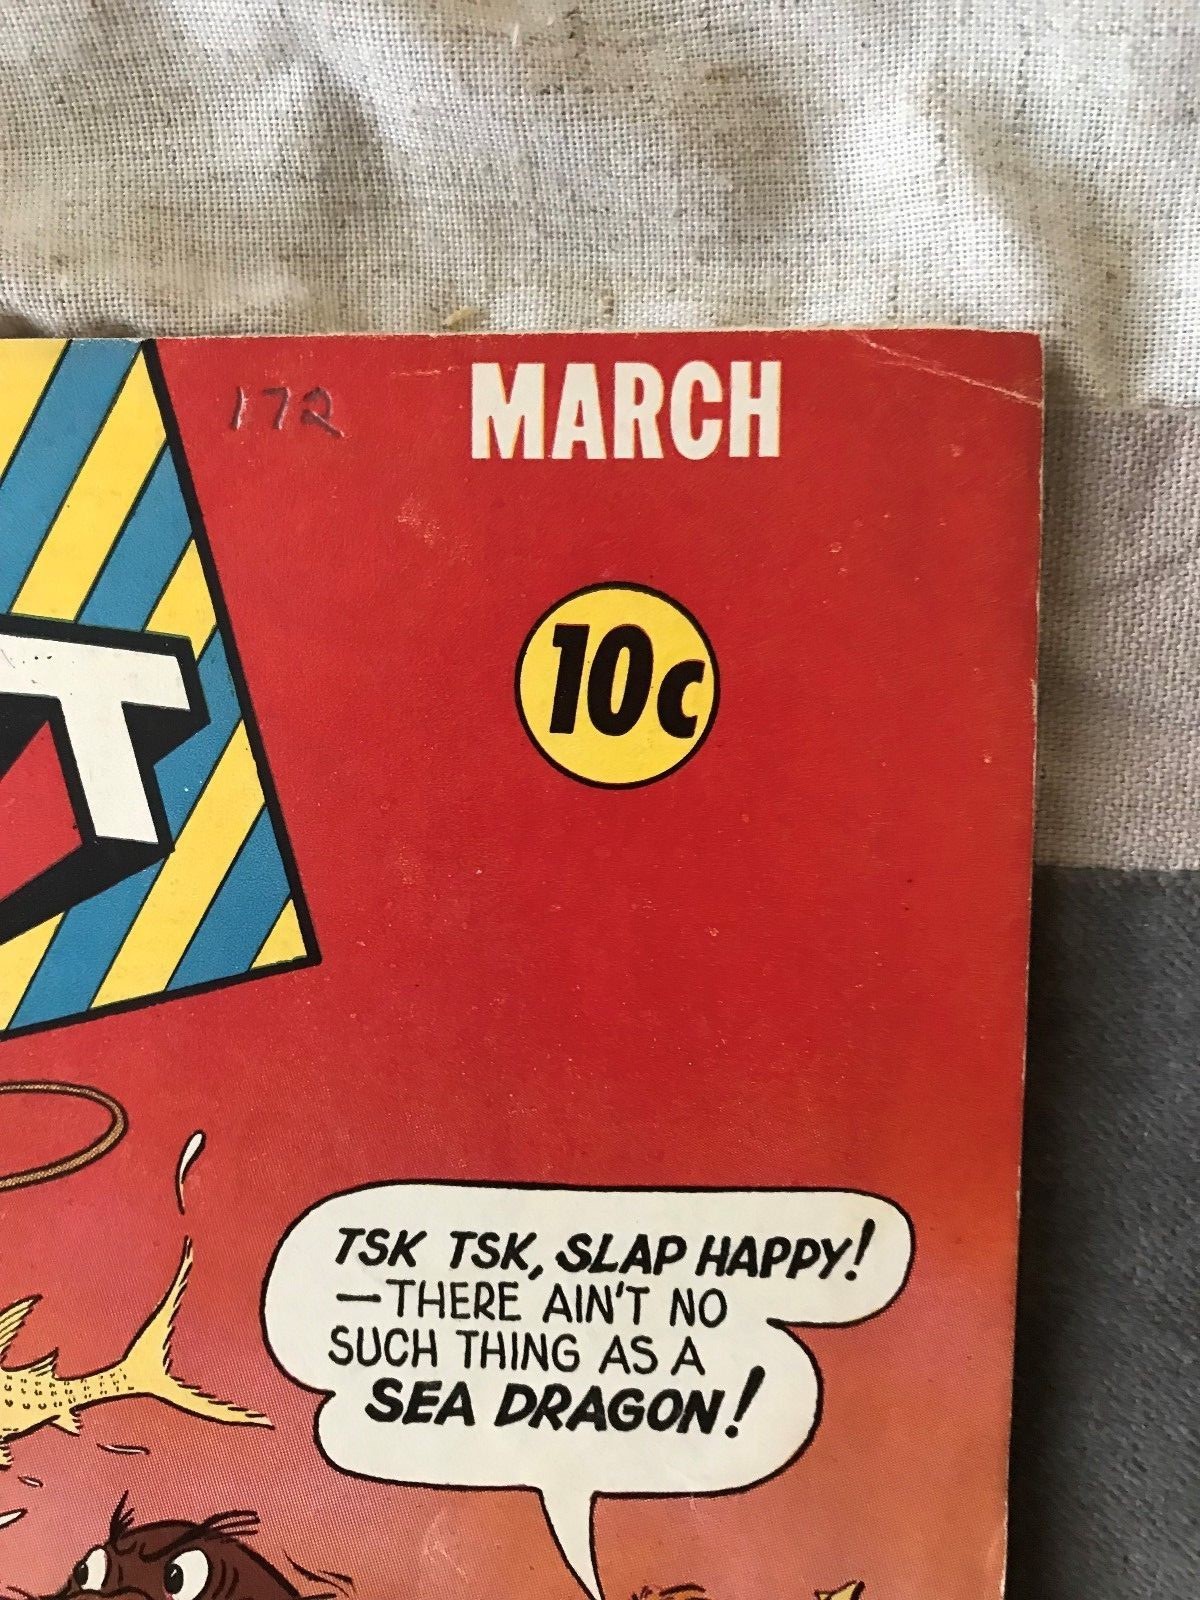 172
MARCH
10c
T
TSK TSK, SLAP HAPPY!
—THERE AIN'T NO
SUCH THING AS A
SEA DRAGON!